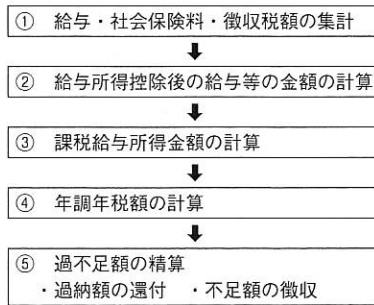 ① 給与・社会保険料・徴収税額の集計
② 給与所得控除後の給与等の金額の計算
③ 課税給与所得金額の計算
④ 年調年税額の計算
⑤ 過不足額の精算
・過納額の還付 ・不足額の徴収